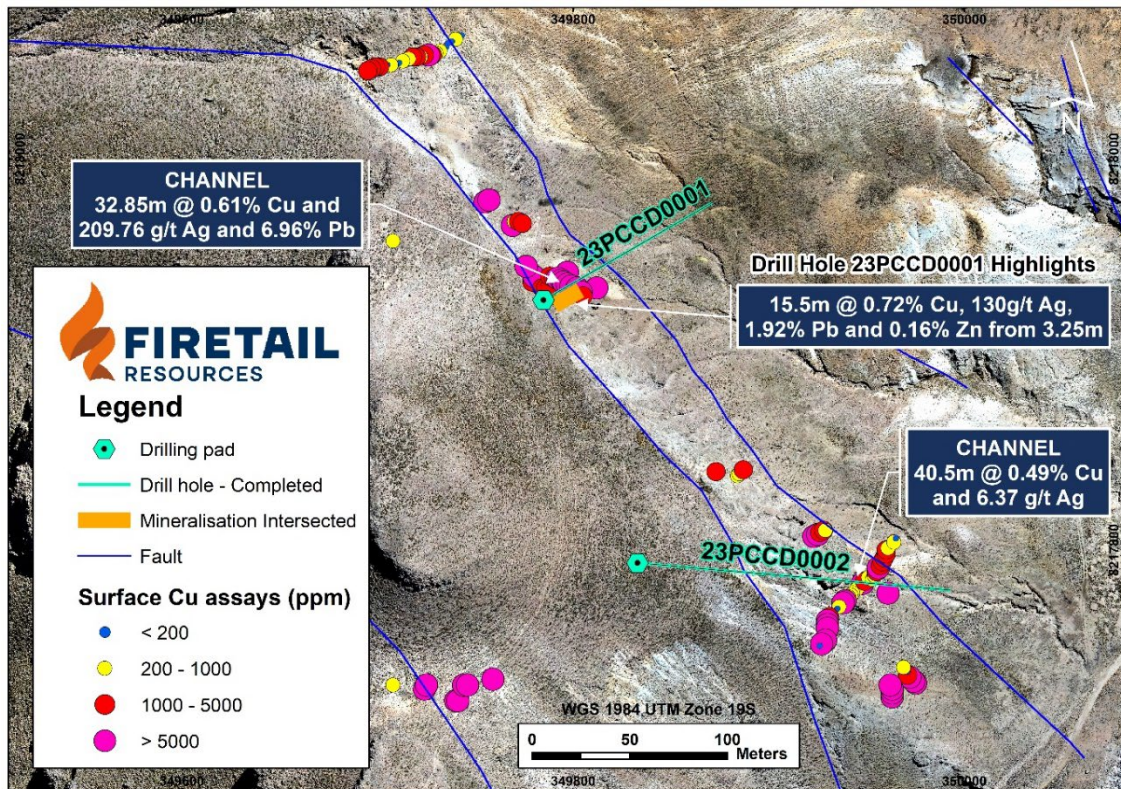 349600
349800
350000
8218000
8218000
N
CHANNEL
32.85m @ 0.61% Cu and
209.76 g/t Ag and 6.96% Pb
23PCCD0001
Drill Hole 23PCCD0001 Highlights
15.5m @ 0.72% Cu, 130g/t Ag,
1.92% Pb and 0.16% Zn from 3.25m
FIRETAIL
RESOURCES
Legend
Drilling pad
Drill hole - Completed
Mineralisation Intersected
Fault
Surface Cu assays (ppm)
< 200
200 - 1000
1000 - 5000
> 5000
CHANNEL
40.5m @ 0.49% Cu
and 6.37 g/t Ag
23PCCD0002
8217800
WGS 1984 UTM Zone 19S
0 50 100
Meters
349600
349800
350000